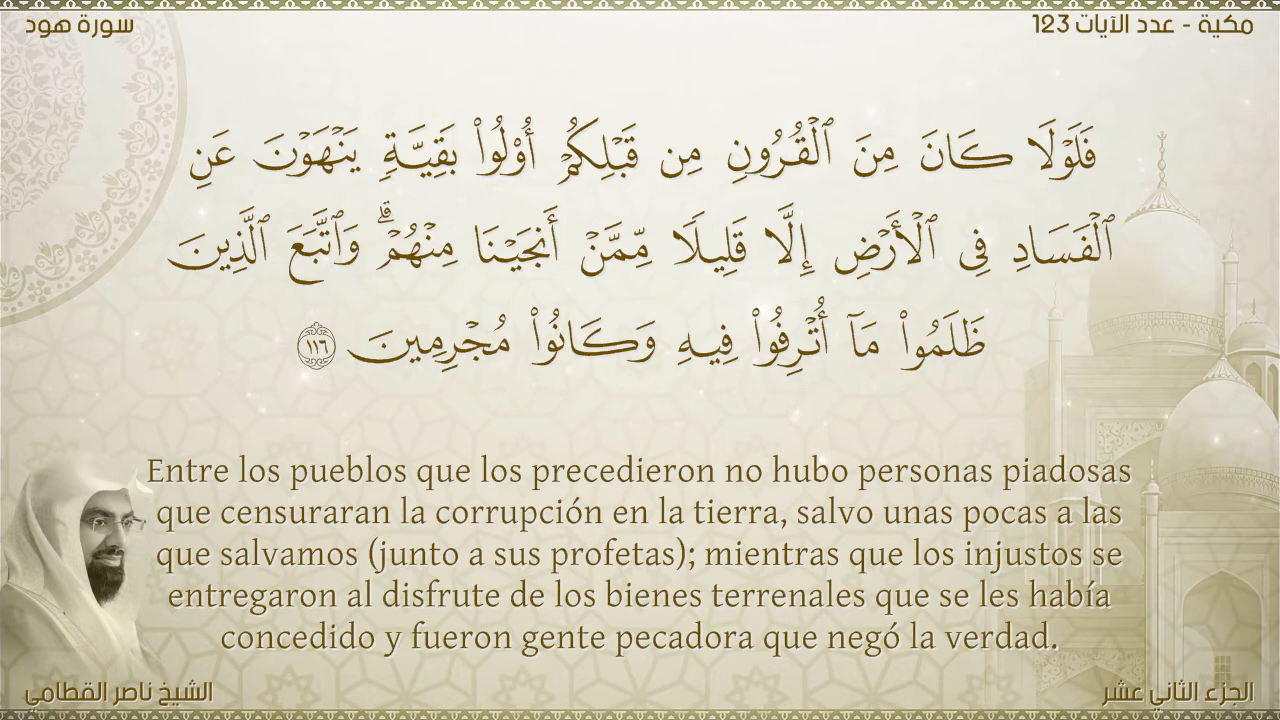 سورة هود
مكية - عدد الآيات 123
فَلَوْلَا كَانَ مِنَ ٱلْقُرُونِ مِن قَبْلِكُمْ أُو۟لُوا۟ بَقِيَّةٍ يَنْهَوْنَ عَنِ
ٱلْفَسَادِ فِى ٱلْأَرْضِ إِلَّا قَلِيلًا مِّمَّنْ أَنجَيْنَا مِنْهُمْ ۗ وَٱتَّبَعَ ٱلَّذِينَ
ظَلَمُوا۟ مَآ أُتْرِفُوا۟ فِيهِ وَكَانُوا۟ مُجْرِمِينَ ١١٦
Entre los pueblos que los precedieron no hubo personas piadosas
que censuraran la corrupción en la tierra, salvo unas pocas a las
que salvamos (junto a sus profetas); mientras que los injustos se
entregaron al disfrute de los bienes terrenales que se les había
concedido y fueron gente pecadora que negó la verdad.
الشيخ ناصر القطامي
الجزء الثاني عشر